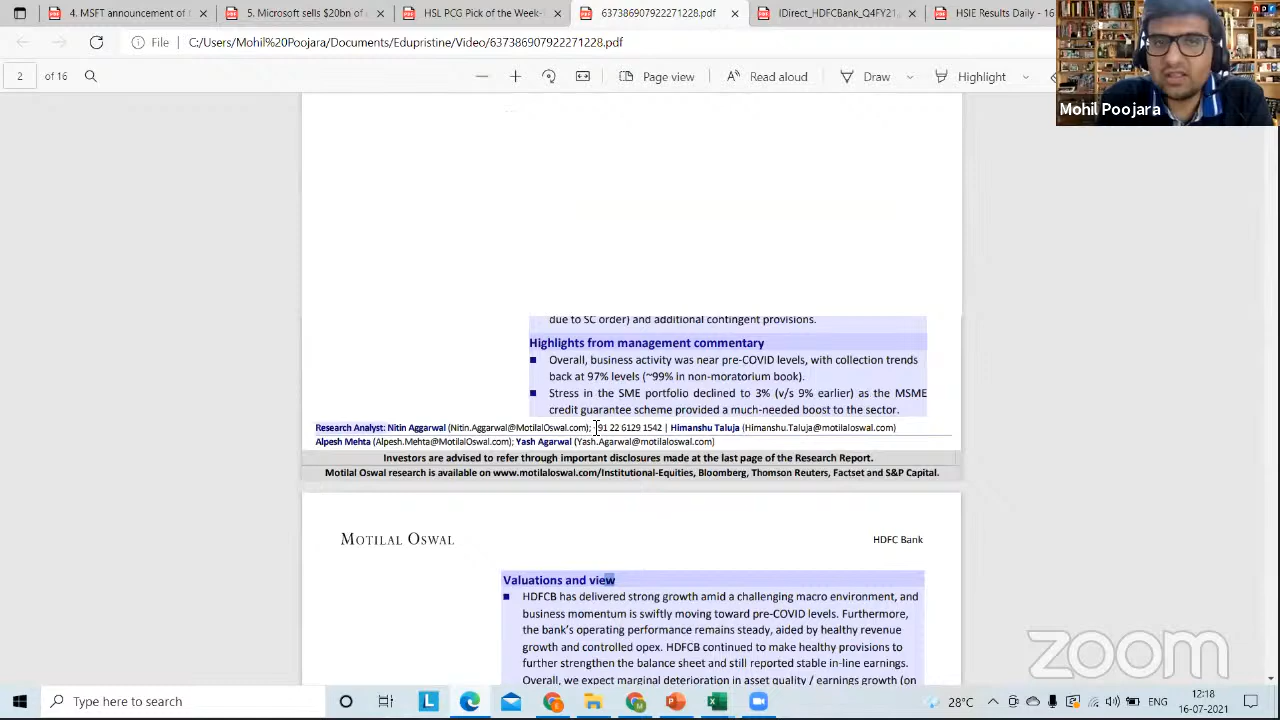 4. MSFT announcement of t
5. Microsoft sells $20bn o
HSL PCG Pick of the Week
637386907922271228.pdf
IDirect_HDFCBank_Q4FY21.
HSIE Results Daily - 16
File
C:/Users/Mohil%20Poojara/Documents/Edupristine/Video/637386907922271228.pdf
2 of 16
Page view
Read aloud
Draw
Highlight
npr
Mohil Poojara
due to SC order) and additional contingent provisions.
Highlights from management commentary
Overall, business activity was near pre-COVID levels, with collection trends
back at 97% levels (~99% in non-moratorium book).
Stress in the SME portfolio declined to 3% (v/s 9% earlier) as the MSME
credit guarantee scheme provided a much-needed boost to the sector.
Research Analyst: Nitin Aggarwal (Nitin.Aggarwal@MotilalOswal.com); 91 22 6129 1542 | Himanshu Taluja (Himanshu.Taluja@motilaloswal.com)
Alpesh Mehta (Alpesh.Mehta@MotilalOswal.com); Yash Agarwal (Yash.Agarwal@motilaloswal.com)
Investors are advised to refer through important disclosures made at the last page of the Research Report.
Motilal Oswal research is available on www.motilaloswal.com/Institutional-Equities, Bloomberg, Thomson Reuters, Factset and S&P Capital.
MOTILAL OSWAL
HDFC Bank
Valuations and view
HDFCB has delivered strong growth amid a challenging macro environment, and
business momentum is swiftly moving toward pre-COVID levels. Furthermore,
the bank's operating performance remains steady, aided by healthy revenue
growth and controlled opex. HDFCB continued to make healthy provisions to
further strengthen the balance sheet and still reported stable in-line earnings.
Overall, we expect marginal deterioration in asset quality / earnings growth (on
zoom
Type here to search
28°C
ENG
12:18
16-07-2021